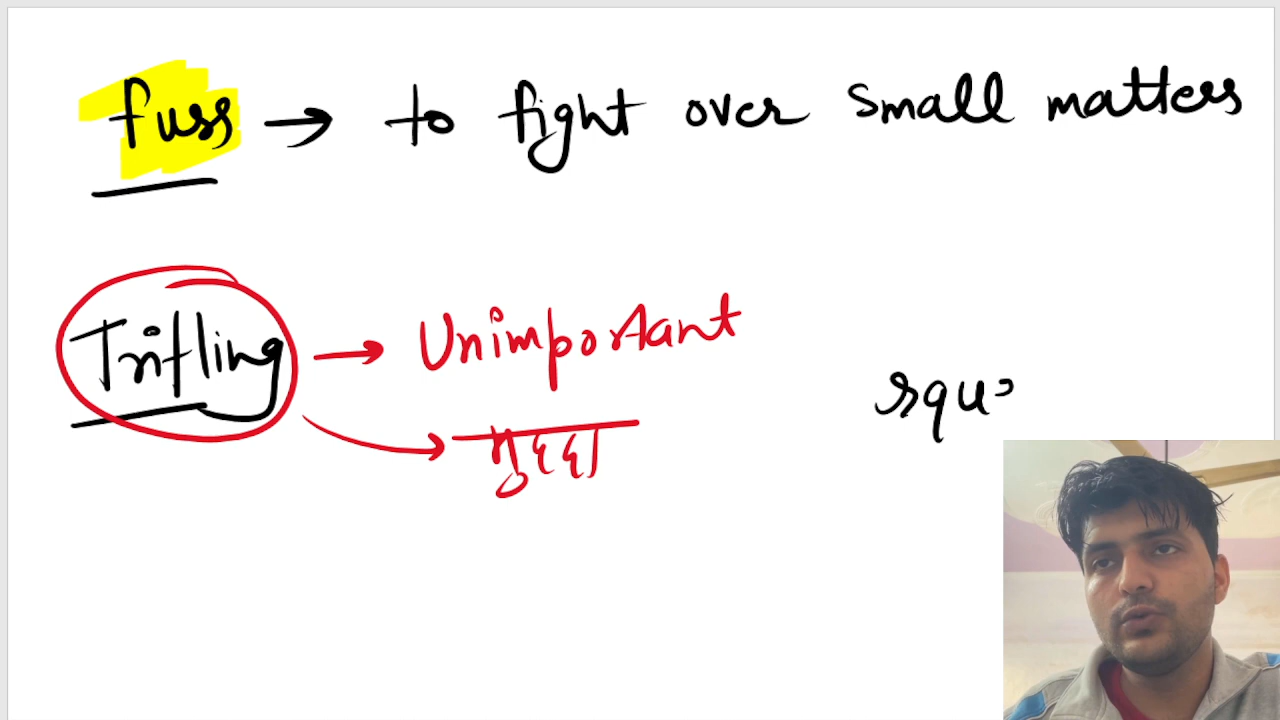 fuss → to fight over small matters
Trifling → Unimportant
→ मुद्दा
squ